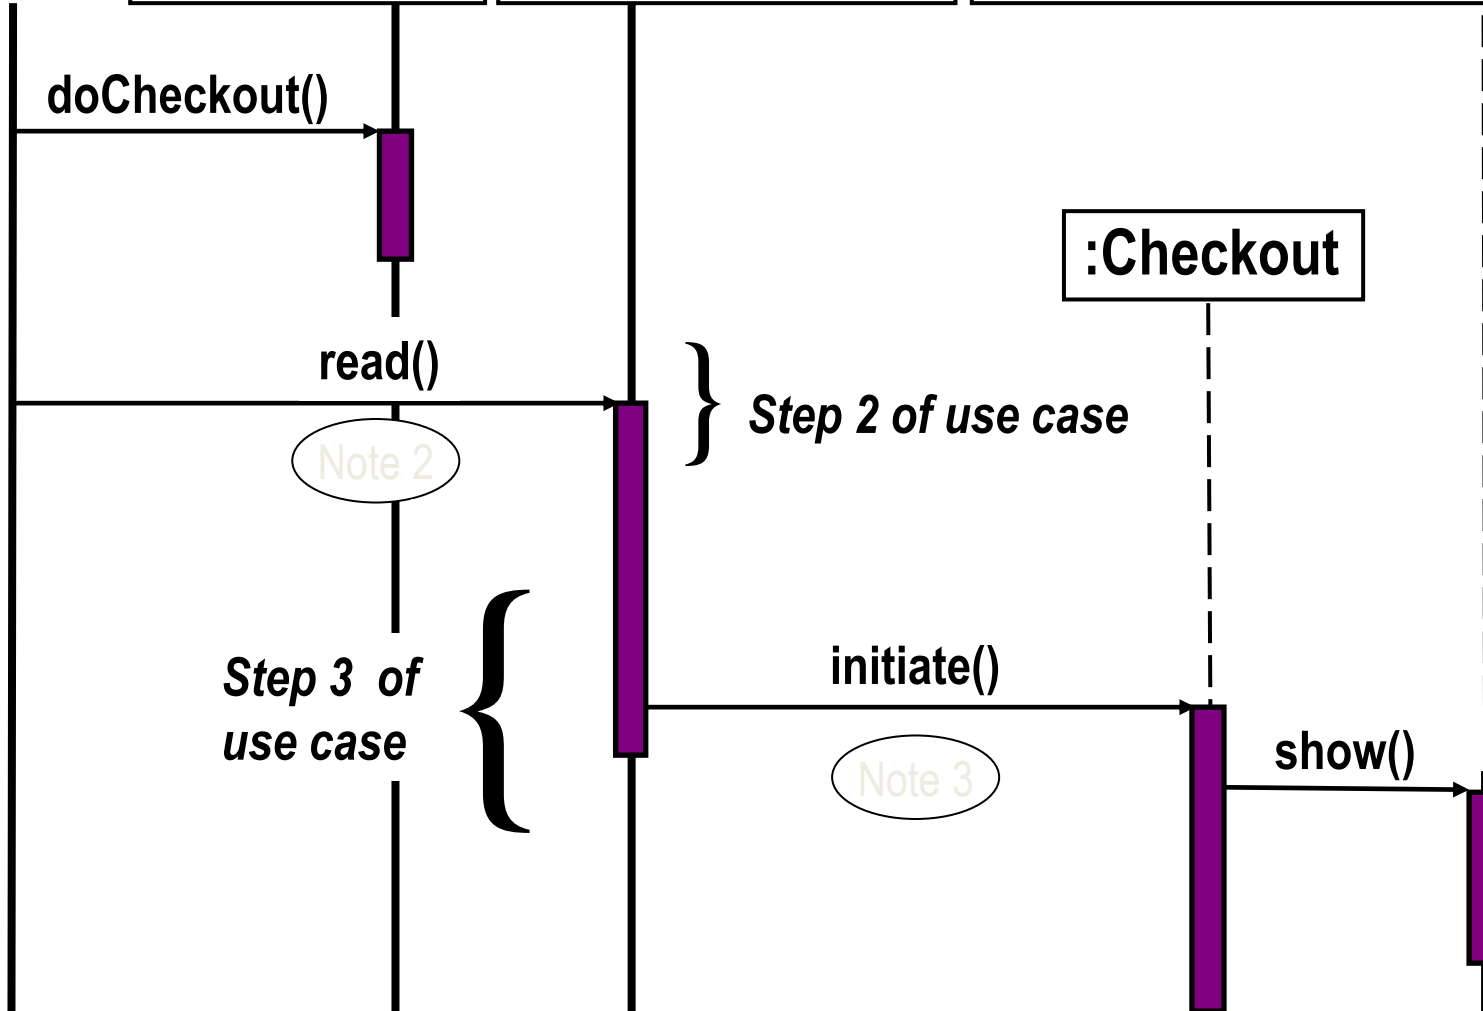 doCheckout()
:Checkout
read()
Step 2 of use case
Note 2
Step 3 of
use case
initiate()
show()
Note 3